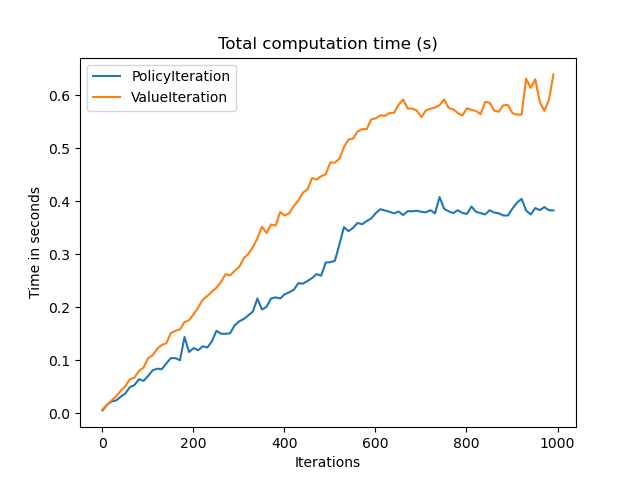 Total computation time (s)
PolicyIteration
ValueIteration
Time in seconds
0.6
0.5
0.4
0.3
0.2
0.1
0.0
0 200 400 600 800 1000
Iterations